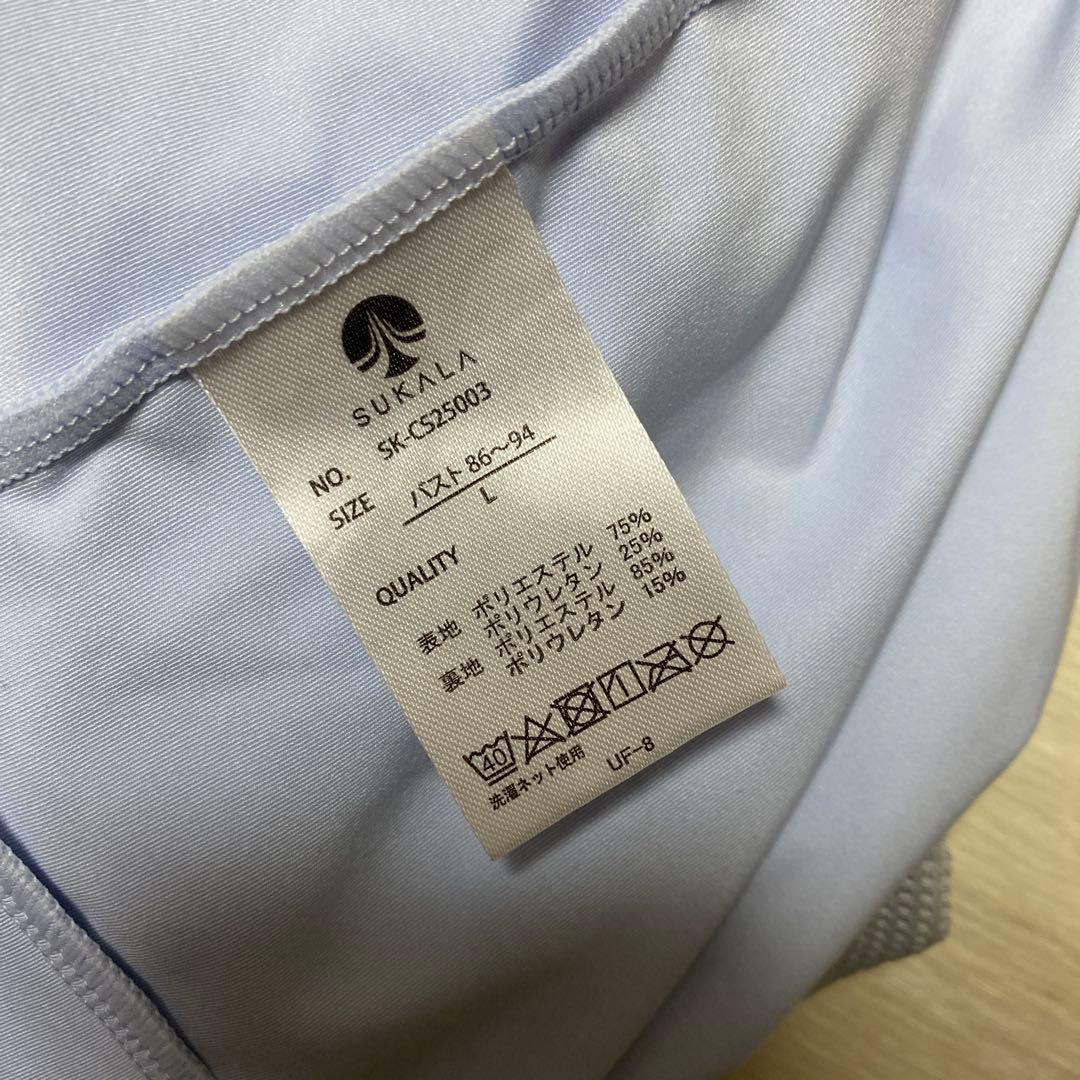 SUKALA
NO. SK-CS25003
SIZE バスト 86～94
L
QUALITY
表地 ポリエステル 75%
ポリウレタン 25%
裏地 ポリエステル 85%
ポリウレタン 15%
40
洗濯ネット使用
UF-8